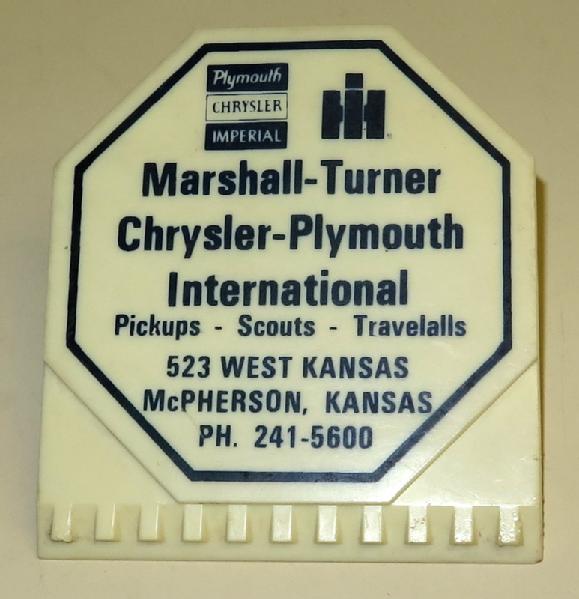 Plymouth
CHRYSLER
IMPERIAL
IH
Marshall-Turner
Chrysler-Plymouth
International
Pickups - Scouts - Travelalls
523 WEST KANSAS
McPHERSON, KANSAS
PH. 241-5600